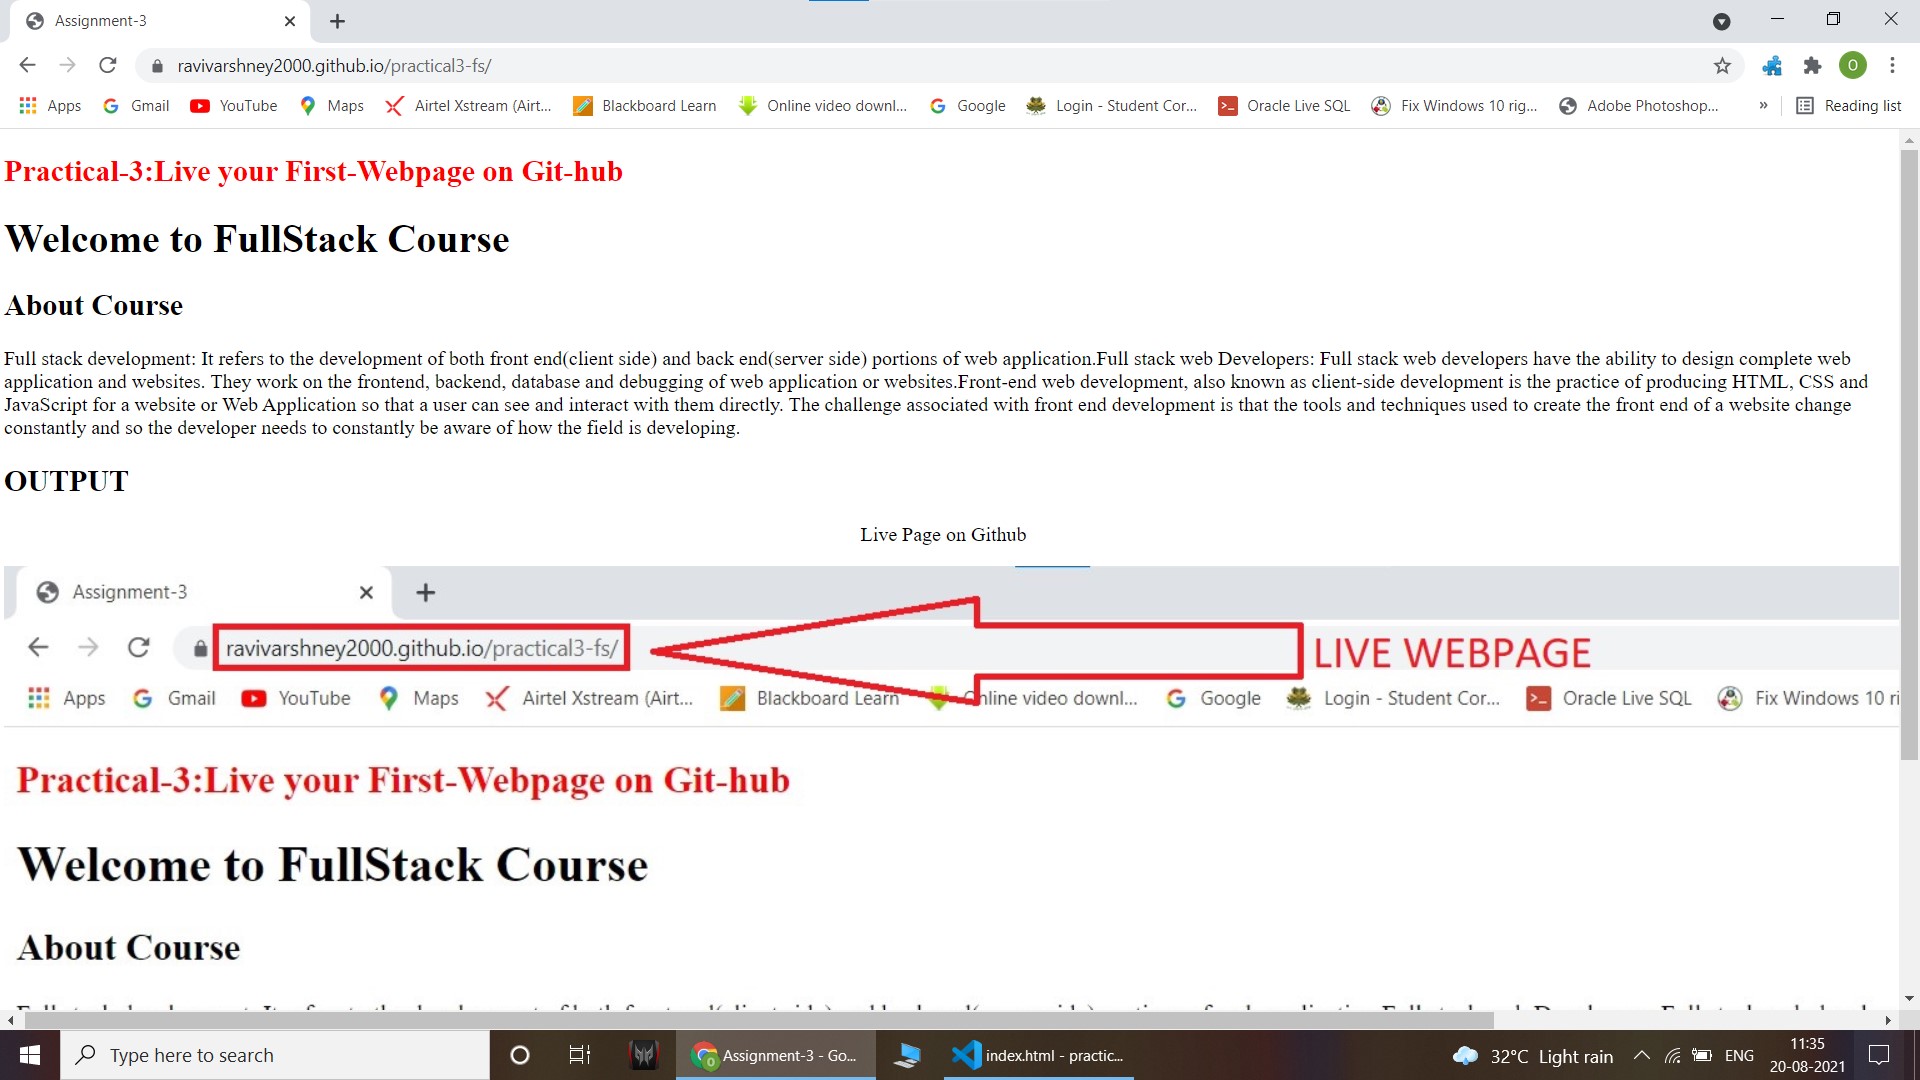 Assignment-3
ravivarshney2000.github.io/practical3-fs/
O
Apps Gmail YouTube Maps Airtel Xstream (Airt... Blackboard Learn Online video downl... Google Login - Student Cor... Oracle Live SQL Fix Windows 10 rig... Adobe Photoshop... » Reading list
Practical-3:Live your First-Webpage on Git-hub
Welcome to FullStack Course
About Course
Full stack development: It refers to the development of both front end(client side) and back end(server side) portions of web application.Full stack web Developers: Full stack web developers have the ability to design complete web
application and websites. They work on the frontend, backend, database and debugging of web application or websites.Front-end web development, also known as client-side development is the practice of producing HTML, CSS and
JavaScript for a website or Web Application so that a user can see and interact with them directly. The challenge associated with front end development is that the tools and techniques used to create the front end of a website change
constantly and so the developer needs to constantly be aware of how the field is developing.
OUTPUT
Live Page on Github
Assignment-3
ravivarshney2000.github.io/practical3-fs/ LIVE WEBPAGE
Apps Gmail YouTube Maps Airtel Xstream (Airt... Blackboard Learn Online video downl... Google Login - Student Cor... Oracle Live SQL Fix Windows 10 ri
Practical-3:Live your First-Webpage on Git-hub
Welcome to FullStack Course
About Course
Type here to search Assignment-3 - Go... index.html - practic... 32°C Light rain ENG 11:35
20-08-2021